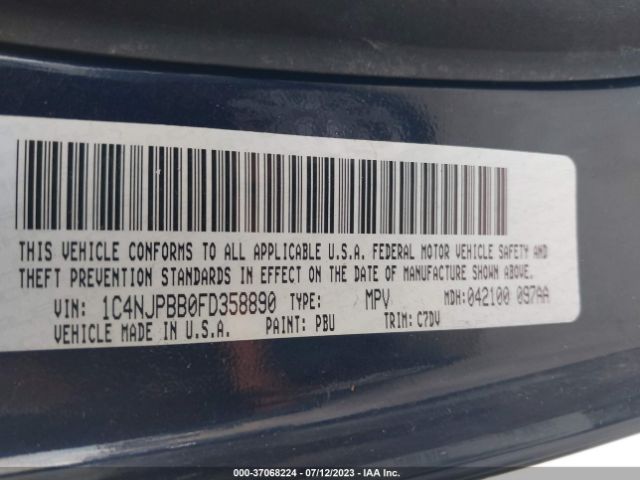 THIS VEHICLE CONFORMS TO ALL APPLICABLE U.S.A. FEDERAL MOTOR VEHICLE SAFETY AND
THEFT PREVENTION STANDARDS IN EFFECT ON THE DATE OF MANUFACTURE SHOWN ABOVE.
VIN: 1C4NJPBB0FD358890 TYPE: MPV MDH:042100 097AA
VEHICLE MADE IN U.S.A. PAINT: PBU TRIM: C7DV
000-37068224 - 07/12/2023 - IAA Inc.